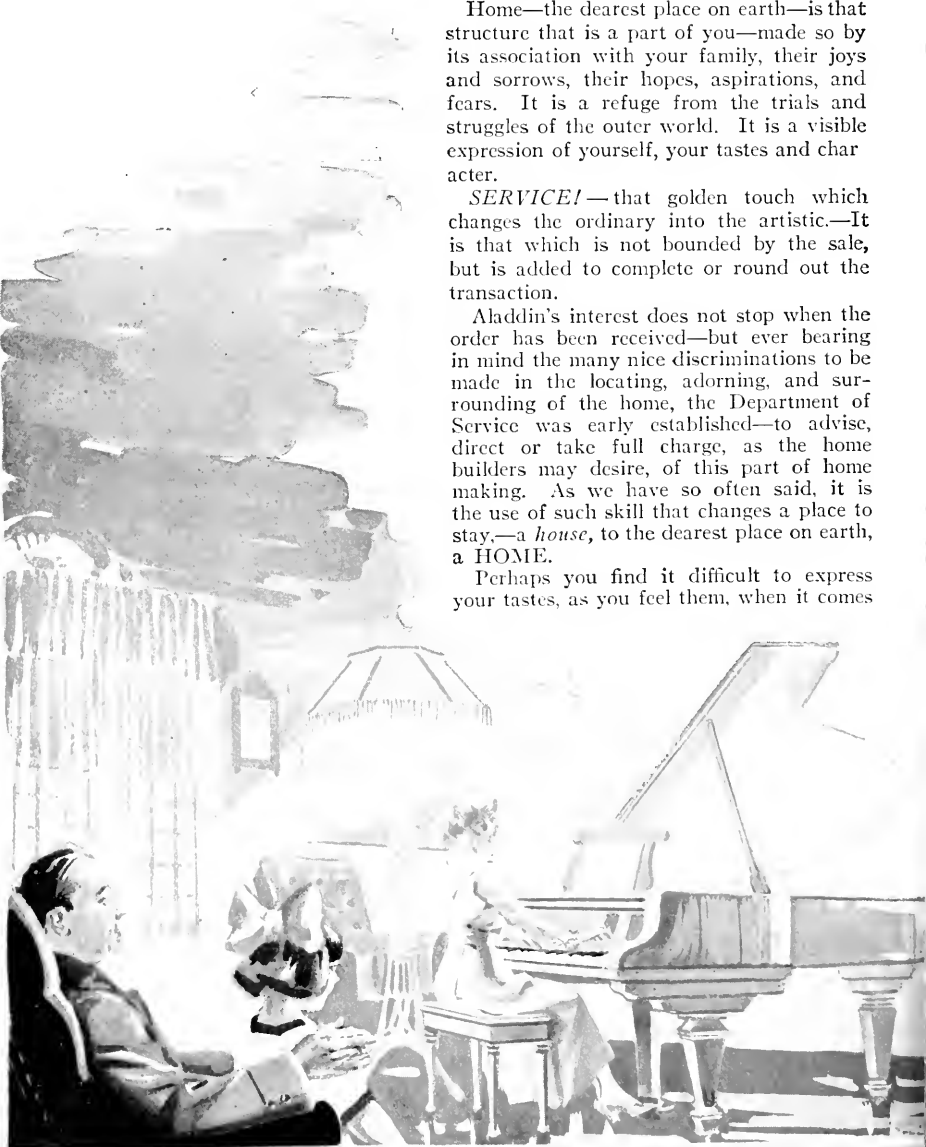 Home—the dearest place on earth—is that
structure that is a part of you—made so by
its association with your family, their joys
and sorrows, their hopes, aspirations, and
fears. It is a refuge from the trials and
struggles of the outer world. It is a visible
expression of yourself, your tastes and char
acter.
SERVICE!—that golden touch which
changes the ordinary into the artistic.—It
is that which is not bounded by the sale,
but is added to complete or round out the
transaction.
Aladdin's interest does not stop when the
order has been received—but ever bearing
in mind the many nice discriminations to be
made in the locating, adorning, and sur-
rounding of the home, the Department of
Service was early established—to advise,
direct or take full charge, as the home
builders may desire, of this part of home
making. As we have so often said, it is
the use of such skill that changes a place to
stay,—a house, to the dearest place on earth,
a HOME.
Perhaps you find it difficult to express
your tastes, as you feel them, when it comes